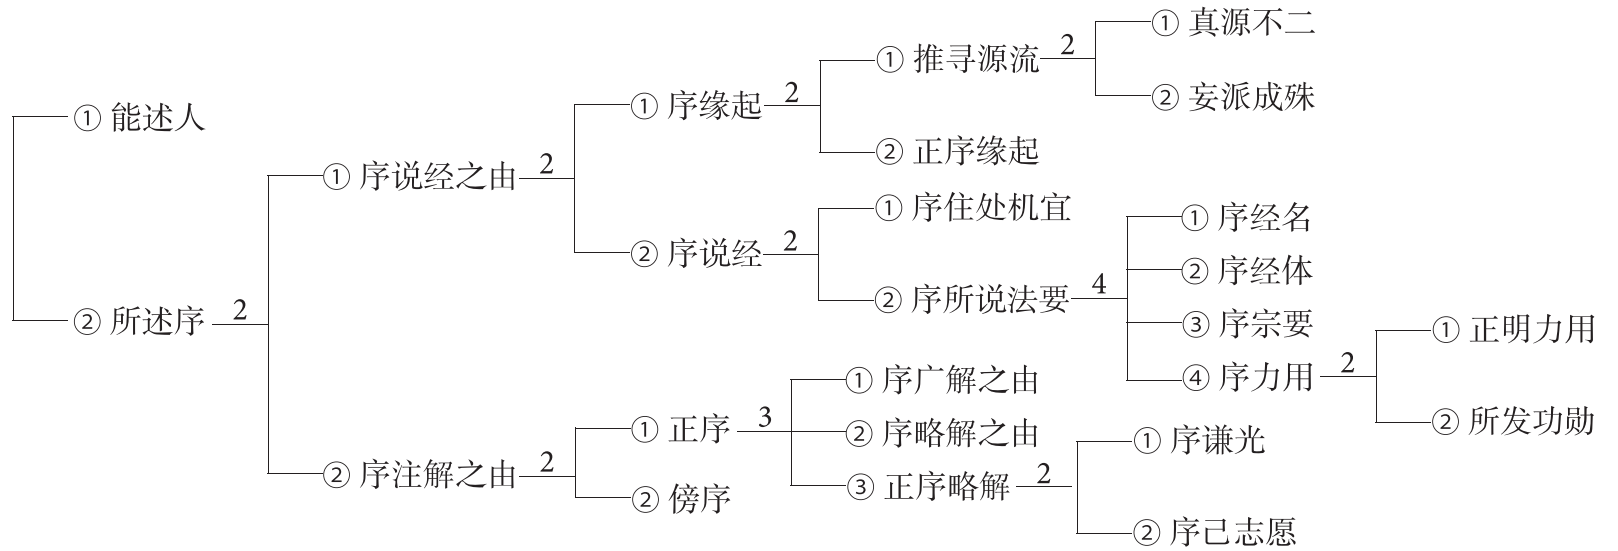 ① 能述人
② 所述序 2
① 序说经之由 2
① 序缘起 2
① 推寻源流 2
① 真源不二
② 妄派成殊
② 正序缘起
② 序说经 2
① 序住处机宜
② 序所说法要 4
① 序经名
② 序经体
③ 序宗要
④ 序力用 2
① 正明力用
② 所发功勋
② 序注解之由 2
① 正序 3
① 序广解之由
② 序略解之由
③ 正序略解 2
① 序谦光
② 序己志愿
② 傍序